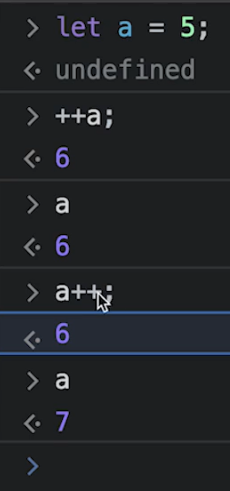 > let a = 5;
<· undefined
> ++a;
<· 6
> a
<· 6
> a++;
<· 6
> a
<· 7
>